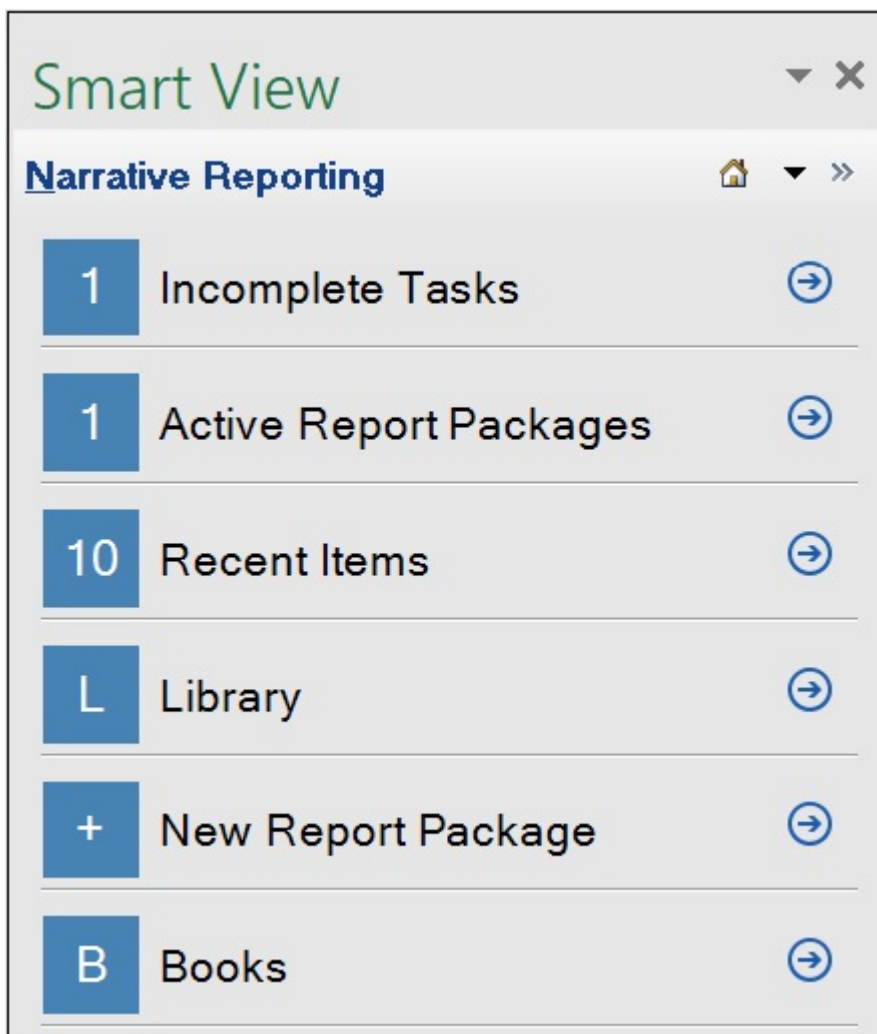 Smart View
Narrative Reporting
1 Incomplete Tasks
1 Active Report Packages
10 Recent Items
L Library
+ New Report Package
B Books